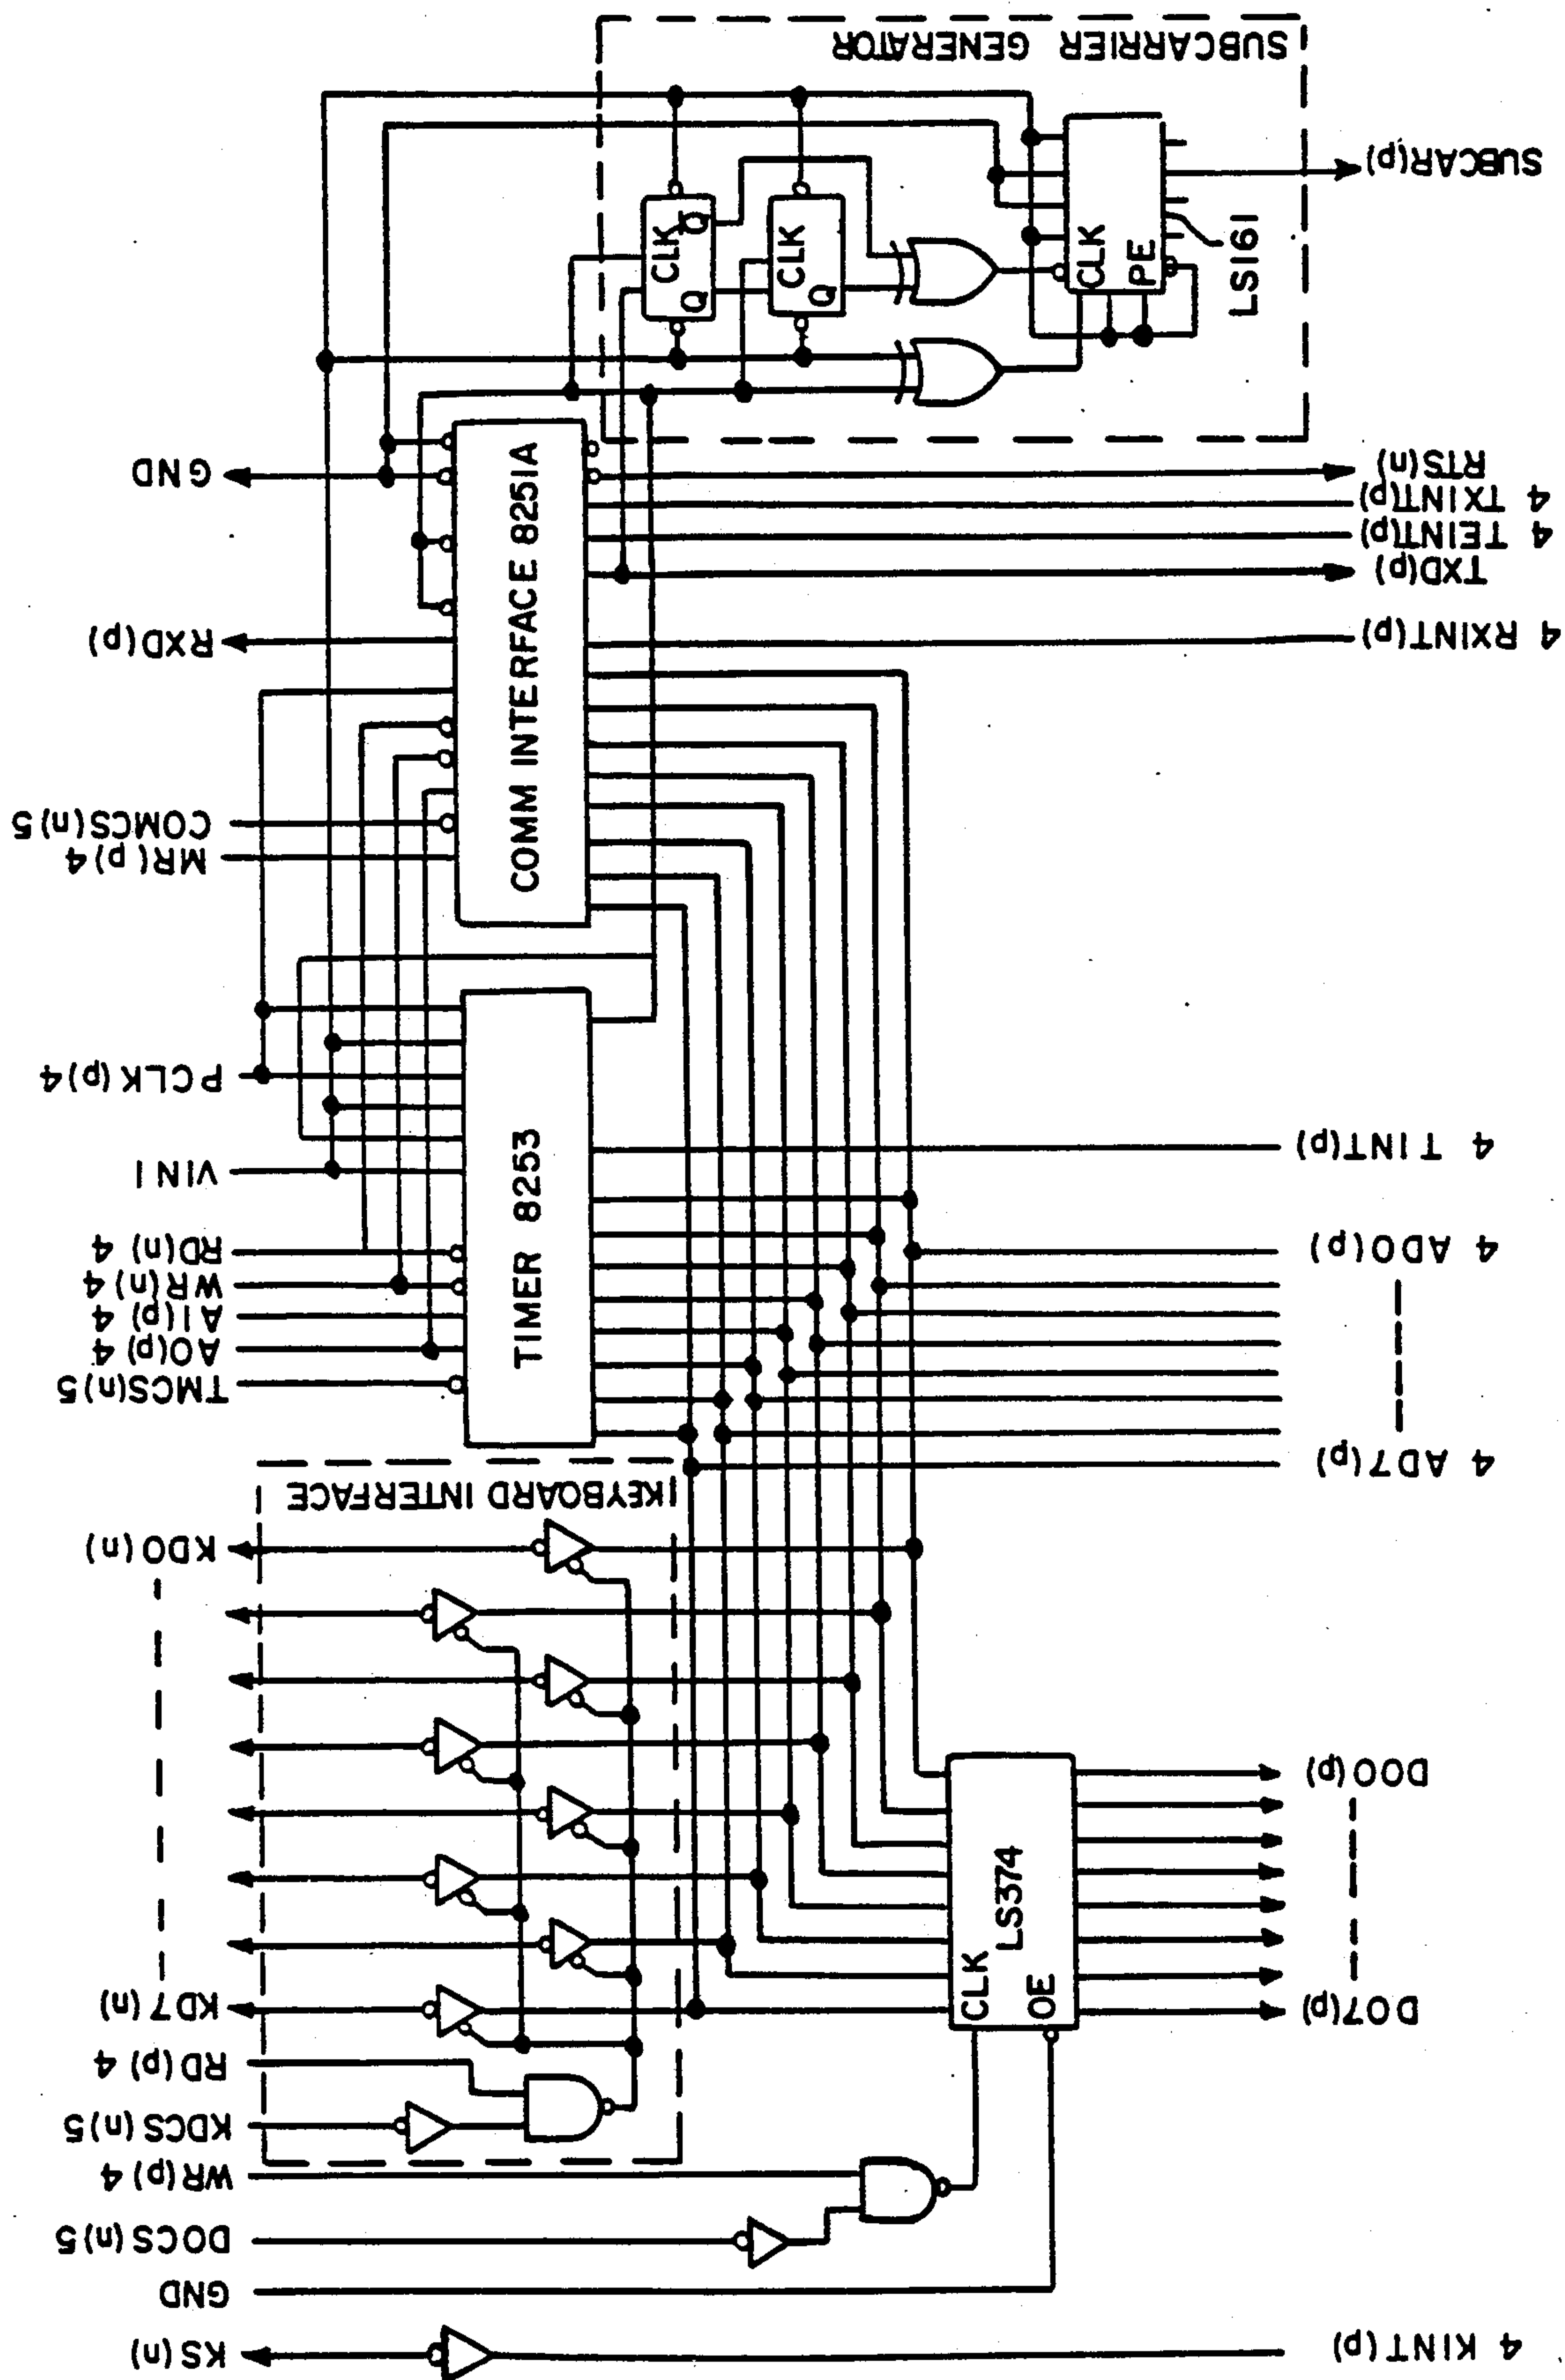 SUBCARRIER GENERATOR
SUBCAR(p)
CLK
Q̅
Q
CLK
Q
CLK
PE
LS161
GND
RTS(n)
4 TXINT(p)
4 TEINT(p)
TXD(p)
RXD(p)
4 RXINT(p)
COMM INTERFACE 8251A
COMCS(n)5
MR(p)4
PCLK(p)4
VIN1
TIMER 8253
4 TINT(p)
RD(n) 4
WR(n)4
A1(p)4
A0(p)4
TMCS(n)5
4 AD0(p)
4 AD7(p)
KEYBOARD INTERFACE
KD0(n)
KD7(n)
RD(p)4
KDCS(n)5
WR(p)4
DOCS(n)5
GND
KS(n)
LS374
CLK
OE
DO0(p)
DO7(p)
4 KINT(p)